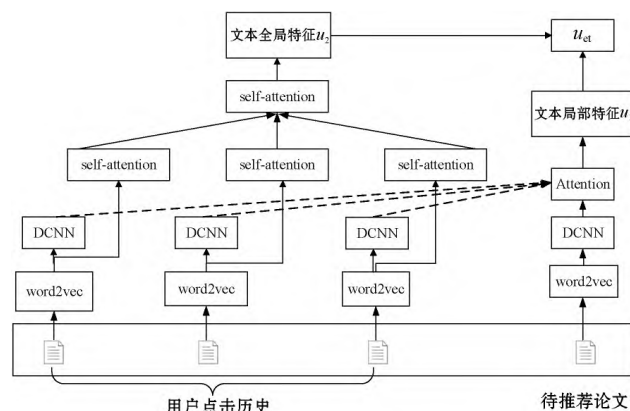 文本全局特征u₂
uₑₜ
self-attention
文本局部特征u
self-attention
self-attention
self-attention
Attention
DCNN
DCNN
DCNN
DCNN
word2vec
word2vec
word2vec
word2vec
用户点击历史
待推荐论文